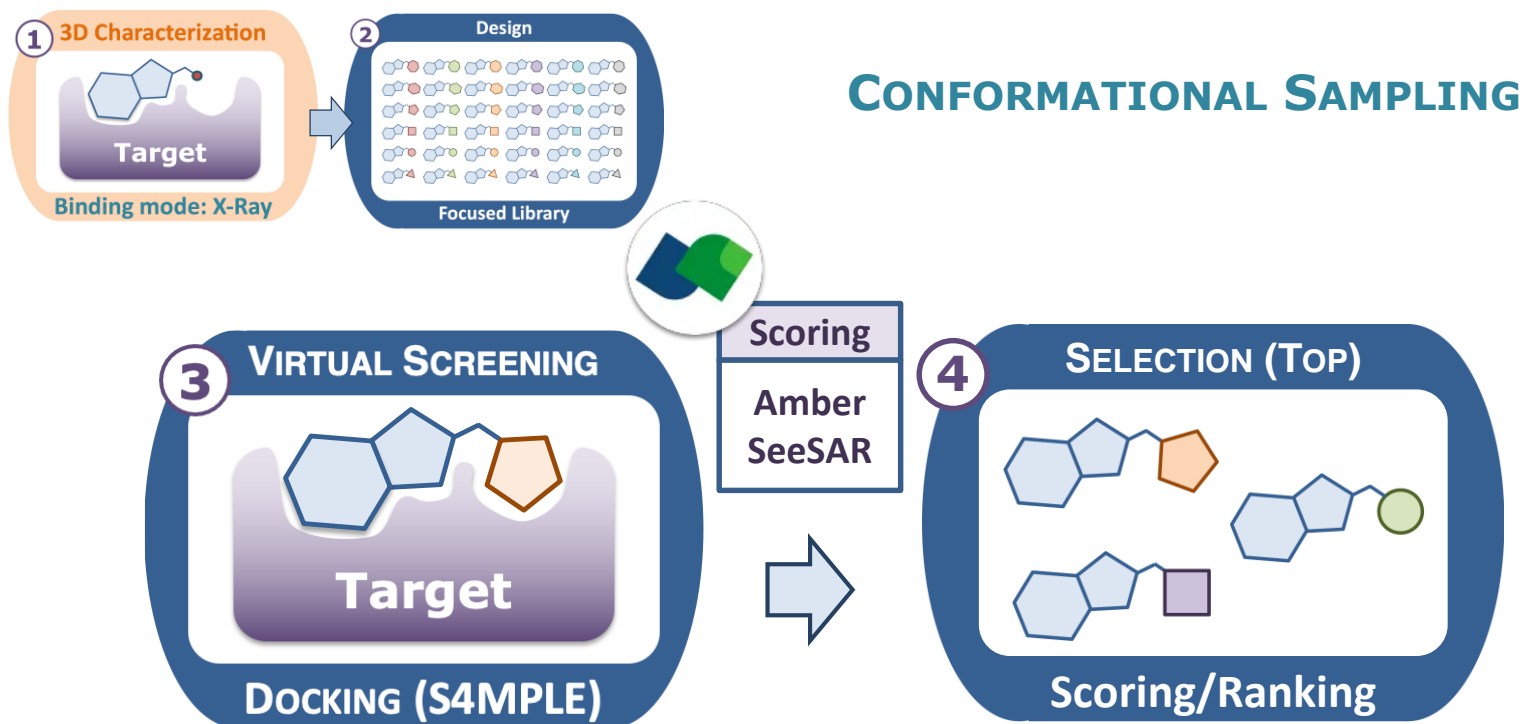 1
3D Characterization
Target
Binding mode: X-Ray
2
Design
Focused Library
CONFORMATIONAL SAMPLING
3
VIRTUAL SCREENING
Target
DOCKING (S4MPLE)
Scoring
Amber
SeeSAR
4
SELECTION (TOP)
Scoring/Ranking